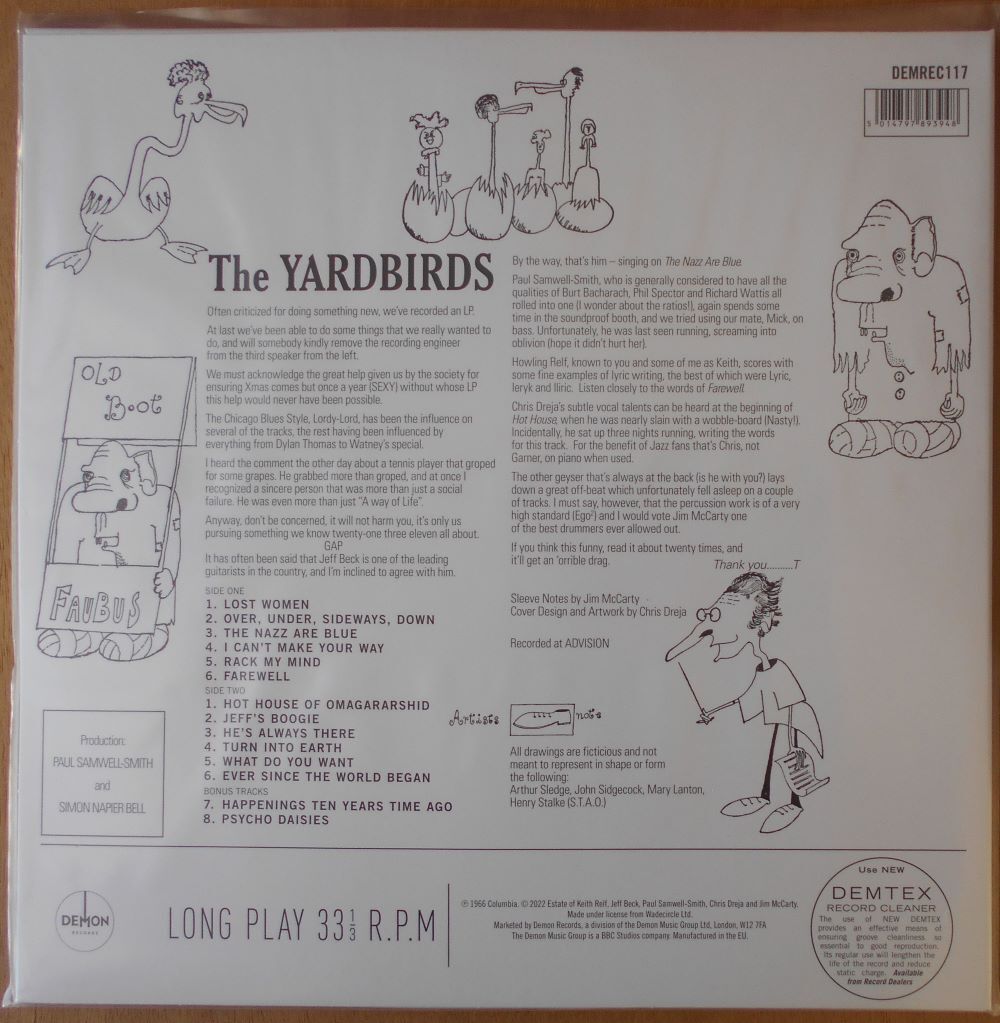 DEMREC117
5 014797 893948
The YARDBIRDS
Often criticized for doing something new, we've recorded an LP.
At last we've been able to do some things that we really wanted to
do, and will somebody kindly remove the recording engineer
from the third speaker from the left.
We must acknowledge the great help given us by the society for
ensuring Xmas comes but once a year (SEXY) without whose LP
this help would never have been possible.
The Chicago Blues Style, Lordy-Lord, has been the influence on
several of the tracks, the rest having been influenced by
everything from Dylan Thomas to Watney's special.
I heard the comment the other day about a tennis player that groped
for some grapes. He grabbed more than groped, and at once I
recognized a sincere person that was more than just a social
failure. He was even more than just "A way of Life".
Anyway, don't be concerned, it will not harm you, it's only us
pursuing something we know twenty-one three eleven all about.
GAP
It has often been said that Jeff Beck is one of the leading
guitarists in the country, and I'm inclined to agree with him.
By the way, that's him – singing on The Nazz Are Blue.
Paul Samwell-Smith, who is generally considered to have all the
qualities of Burt Bacharach, Phil Spector and Richard Wattis all
rolled into one (I wonder about the ratios!), again spends some
time in the soundproof booth, and we tried using our mate, Mick, on
bass. Unfortunately, he was last seen running, screaming into
oblivion (hope it didn't hurt her).
Howling Relf, known to you and some of me as Keith, scores with
some fine examples of lyric writing, the best of which were Lyric,
leryk and Iliric. Listen closely to the words of Farewell.
Chris Dreja's subtle vocal talents can be heard at the beginning of
Hot House, when he was nearly slain with a wobble-board (Nasty!).
Incidentally, he sat up three nights running, writing the words
for this track. For the benefit of Jazz fans that's Chris, not
Garner, on piano when used.
The other geyser that's always at the back (is he with you?) lays
down a great off-beat which unfortunately fell asleep on a couple
of tracks. I must say, however, that the percussion work is of a very
high standard (Ego²) and I would vote Jim McCarty one
of the best drummers ever allowed out.
If you think this funny, read it about twenty times, and
it'll get an 'orrible drag.
Thank you..........T
OLD
BOOT
FAUBUS
SIDE ONE
1. LOST WOMEN
2. OVER, UNDER, SIDEWAYS, DOWN
3. THE NAZZ ARE BLUE
4. I CAN'T MAKE YOUR WAY
5. RACK MY MIND
6. FAREWELL
SIDE TWO
1. HOT HOUSE OF OMAGARARSHID
2. JEFF'S BOOGIE
3. HE'S ALWAYS THERE
4. TURN INTO EARTH
5. WHAT DO YOU WANT
6. EVER SINCE THE WORLD BEGAN
BONUS TRACKS
7. HAPPENINGS TEN YEARS TIME AGO
8. PSYCHO DAISIES
Sleeve Notes by Jim McCarty
Cover Design and Artwork by Chris Dreja
Recorded at ADVISION
Artists note
All drawings are ficticious and not
meant to represent in shape or form
the following:
Arthur Sledge, John Sidgecock, Mary Lanton,
Henry Stalke (S.T.A.O.)
Production:
PAUL SAMWELL-SMITH
and
SIMON NAPIER BELL
DEMON
RECORDS
LONG PLAY 33 1/3 R.P.M
℗ 1966 Columbia. © 2022 Estate of Keith Relf, Jeff Beck, Paul Samwell-Smith, Chris Dreja and Jim McCarty.
Made under license from Wadecircle Ltd.
Marketed by Demon Records, a division of the Demon Music Group Ltd, London, W12 7FA
The Demon Music Group is a BBC Studios company. Manufactured in the EU.
Use NEW
DEMTEX
RECORD CLEANER
The use of NEW DEMTEX
provides an effective means of
ensuring groove cleanliness so
essential to good reproduction.
Its regular use will lengthen the
life of the record and reduce
static charge. Available
from Record Dealers